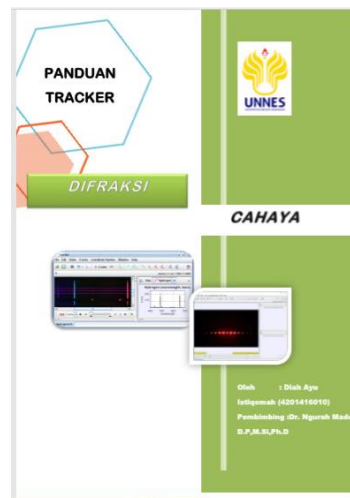 PANDUAN
TRACKER
UNNES
DIFRAKSI
CAHAYA
Oleh : Diah Ayu
Istiqomah (4201416010)
Pembimbing :Dr. Ngurah Made
D.P,M.Si,Ph.D